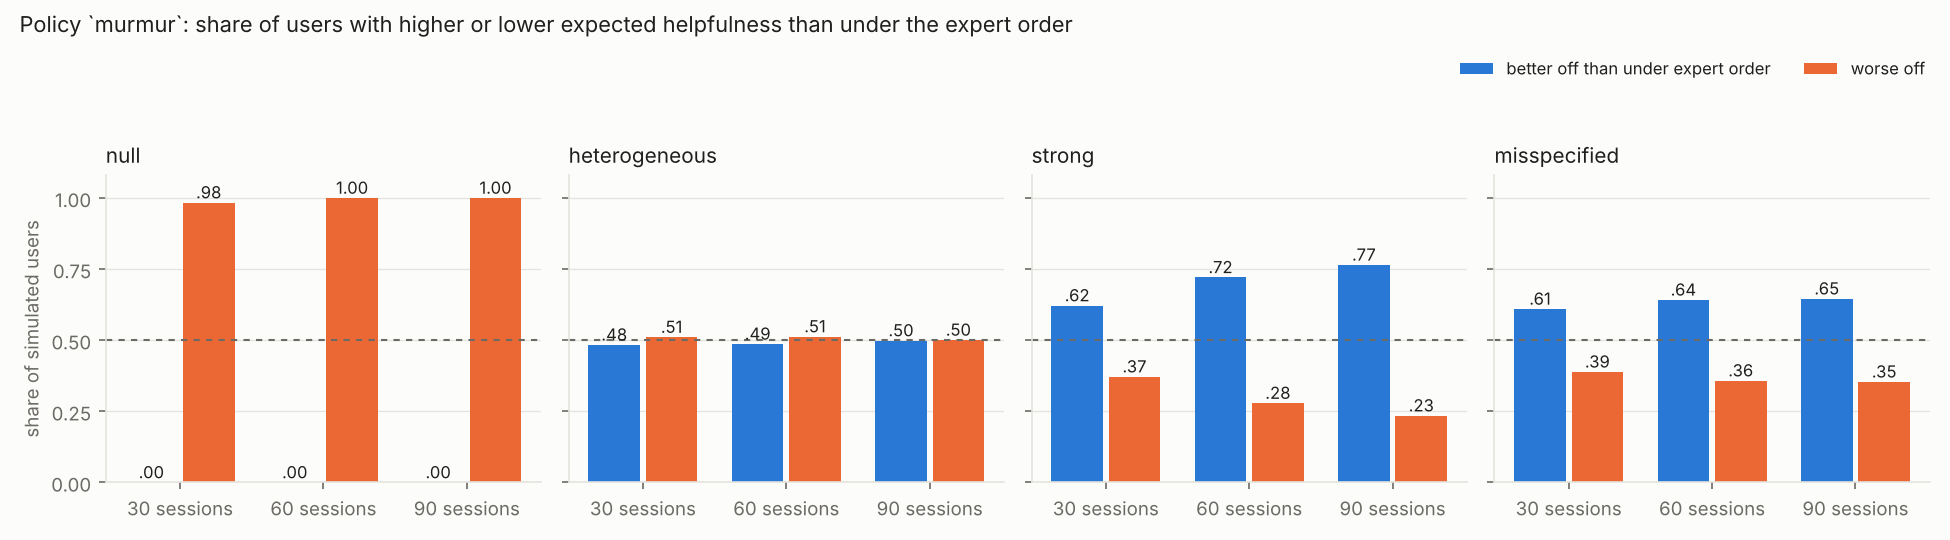 Policy `murmur`: share of users with higher or lower expected helpfulness than under the expert order
better off than under expert order
worse off
null
heterogeneous
strong
misspecified
share of simulated users
1.00
0.75
0.50
0.25
0.00
.00
.98
.00
1.00
.00
1.00
30 sessions
60 sessions
90 sessions
.48
.51
.49
.51
.50
.50
30 sessions
60 sessions
90 sessions
.62
.37
.72
.28
.77
.23
30 sessions
60 sessions
90 sessions
.61
.39
.64
.36
.65
.35
30 sessions
60 sessions
90 sessions